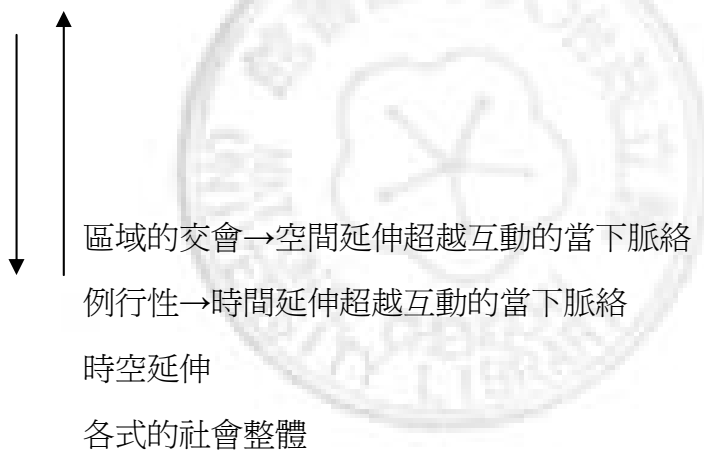 區域的交會→空間延伸超越互動的當下脈絡
例行性→時間延伸超越互動的當下脈絡
時空延伸
各式的社會整體